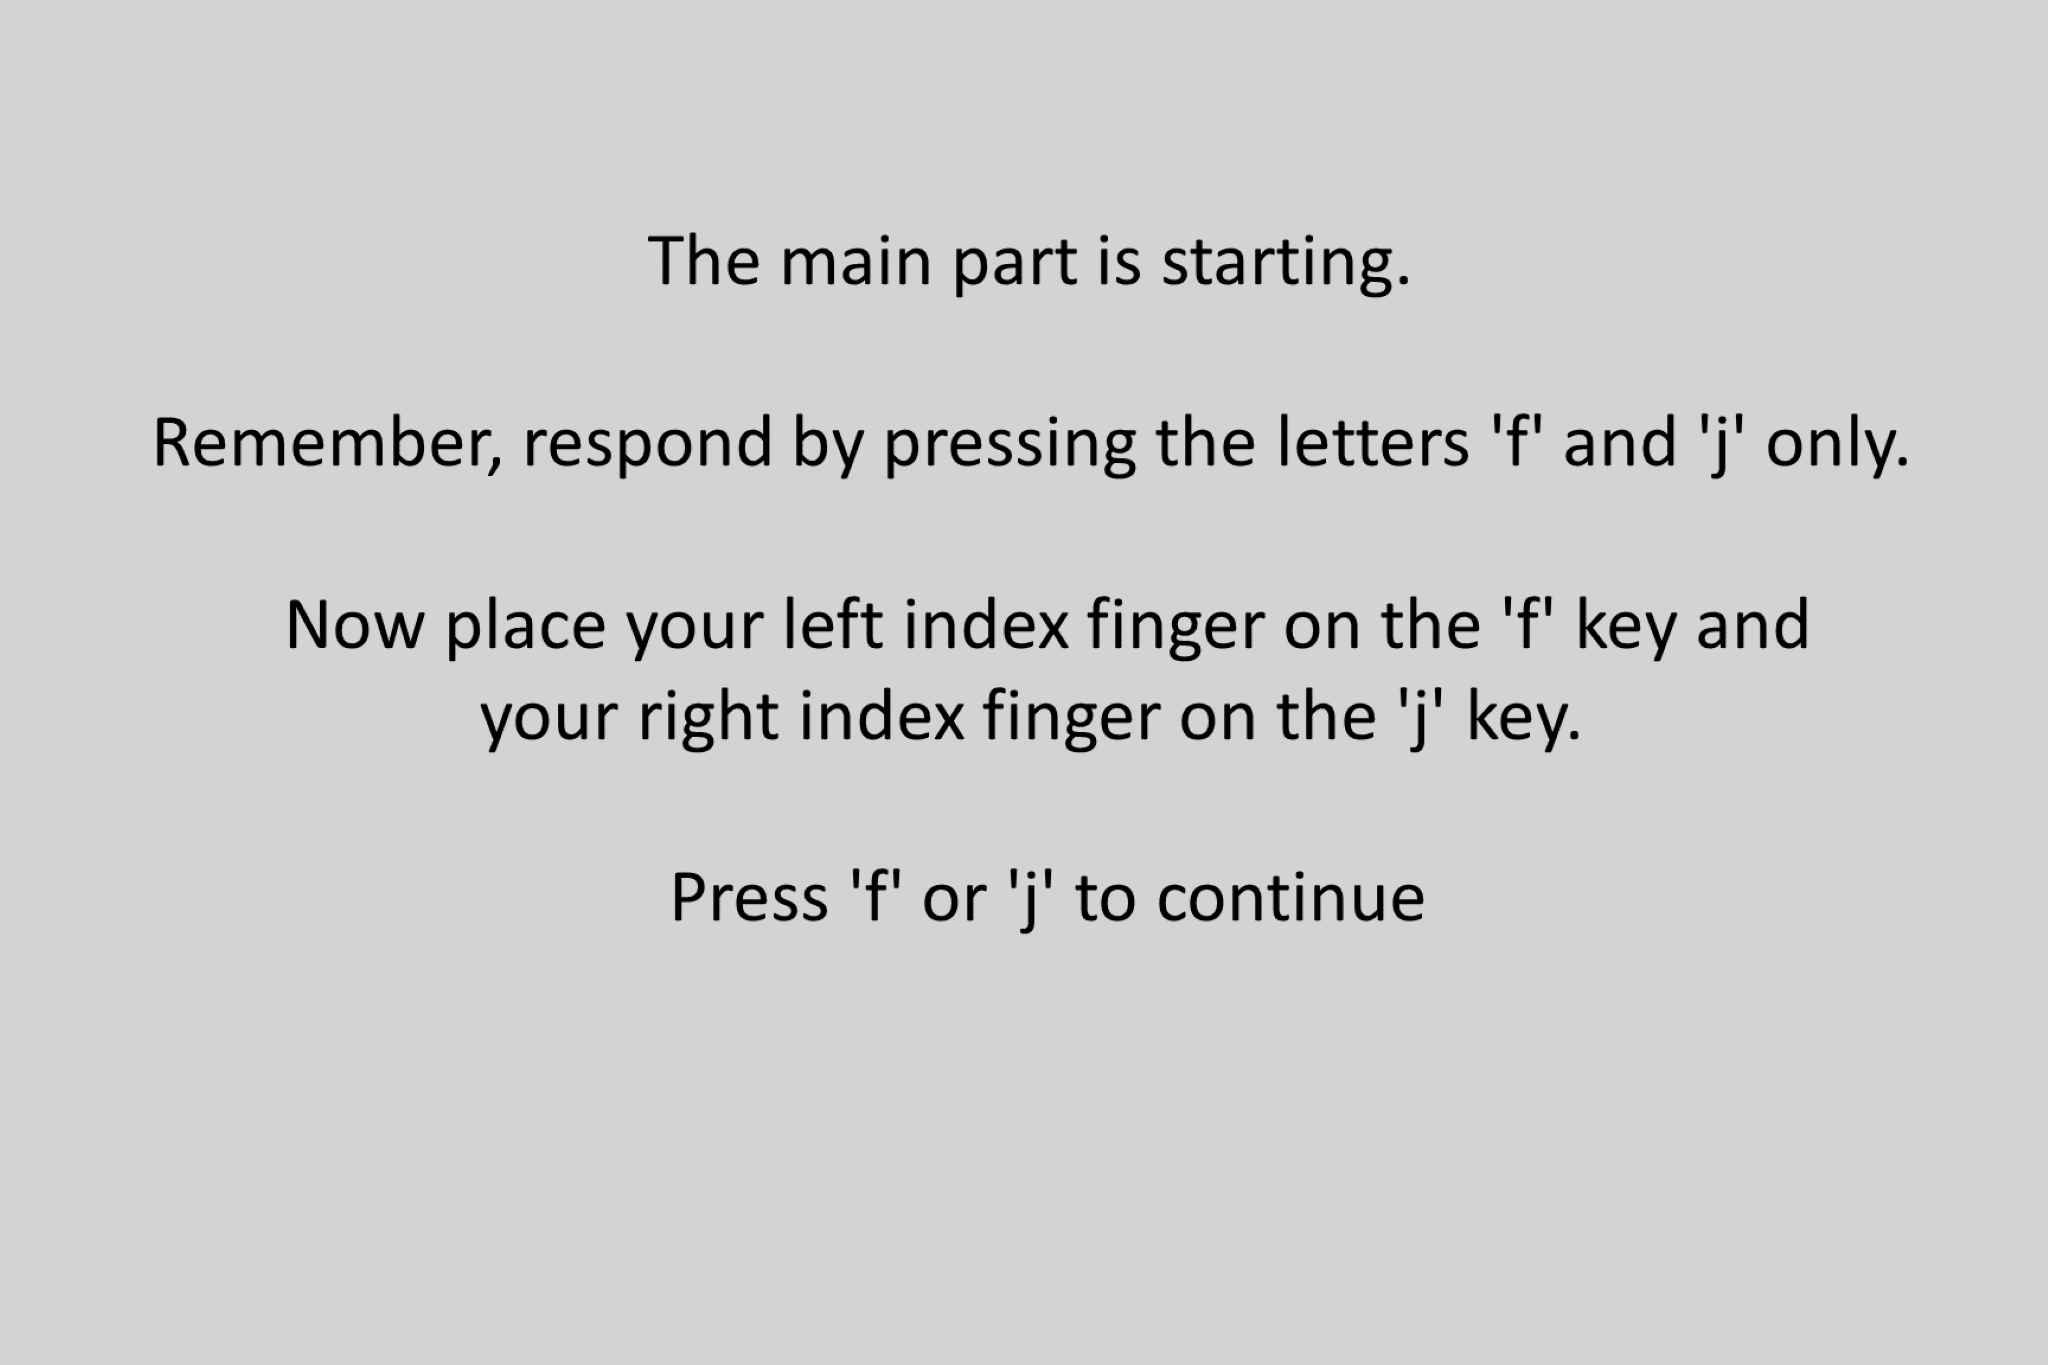 The main part is starting.
Remember, respond by pressing the letters 'f' and 'j' only.
Now place your left index finger on the 'f' key and
your right index finger on the 'j' key.
Press 'f' or 'j' to continue